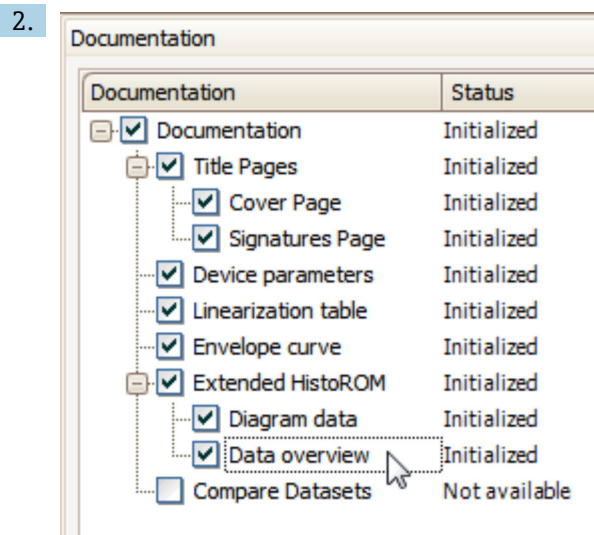 2.
Documentation
Documentation Status
Documentation Initialized
Title Pages Initialized
Cover Page Initialized
Signatures Page Initialized
Device parameters Initialized
Linearization table Initialized
Envelope curve Initialized
Extended HistoROM Initialized
Diagram data Initialized
Data overview Initialized
Compare Datasets Not available